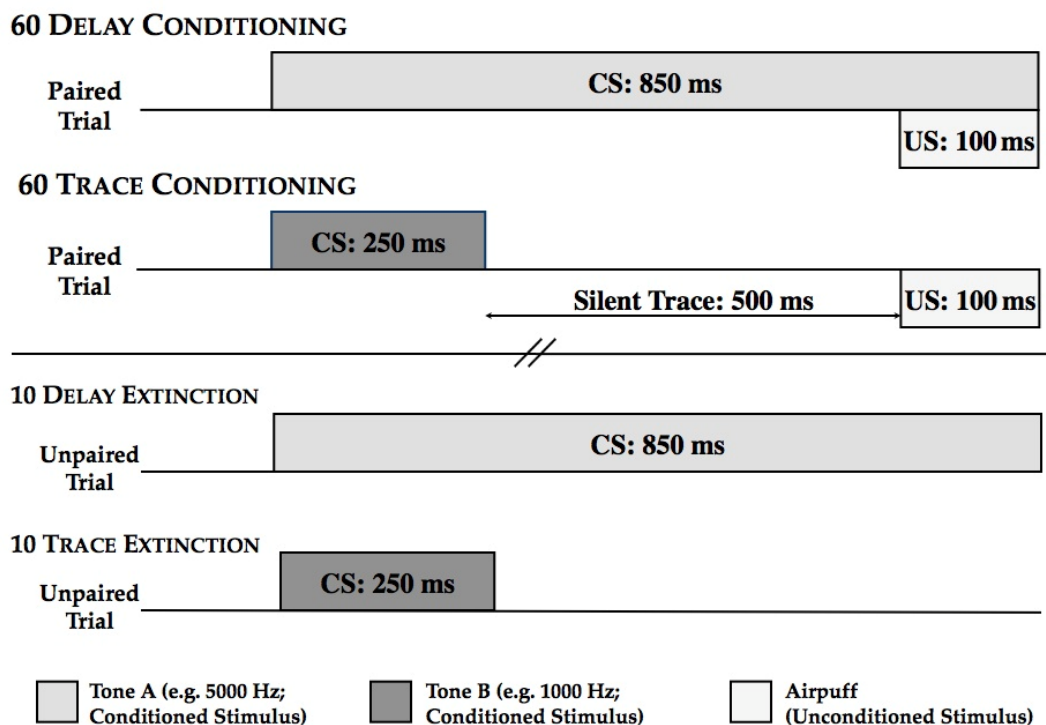 60 DELAY CONDITIONING
CS: 850 ms
Paired
Trial
US: 100 ms
60 TRACE CONDITIONING
CS: 250 ms
Paired
Trial
Silent Trace: 500 ms
US: 100 ms
10 DELAY EXTINCTION
CS: 850 ms
Unpaired
Trial
10 TRACE EXTINCTION
CS: 250 ms
Unpaired
Trial
Tone A (e.g. 5000 Hz;
Conditioned Stimulus)
Tone B (e.g. 1000 Hz;
Conditioned Stimulus)
Airpuff
(Unconditioned Stimulus)